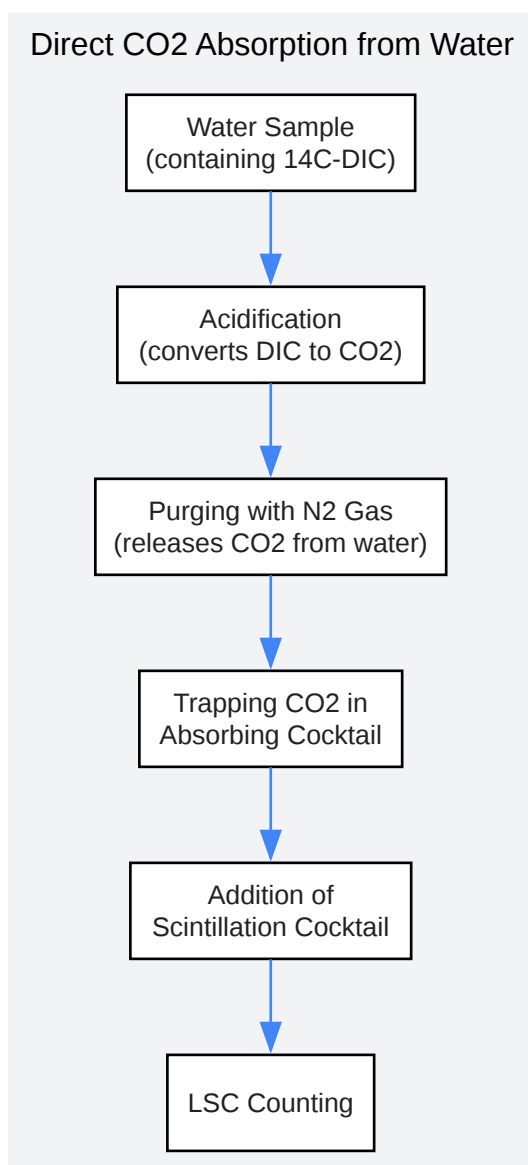 Direct CO2 Absorption from Water
Water Sample
(containing 14C-DIC)
Acidification
(converts DIC to CO2)
Purging with N2 Gas
(releases CO2 from water)
Trapping CO2 in
Absorbing Cocktail
Addition of
Scintillation Cocktail
LSC Counting